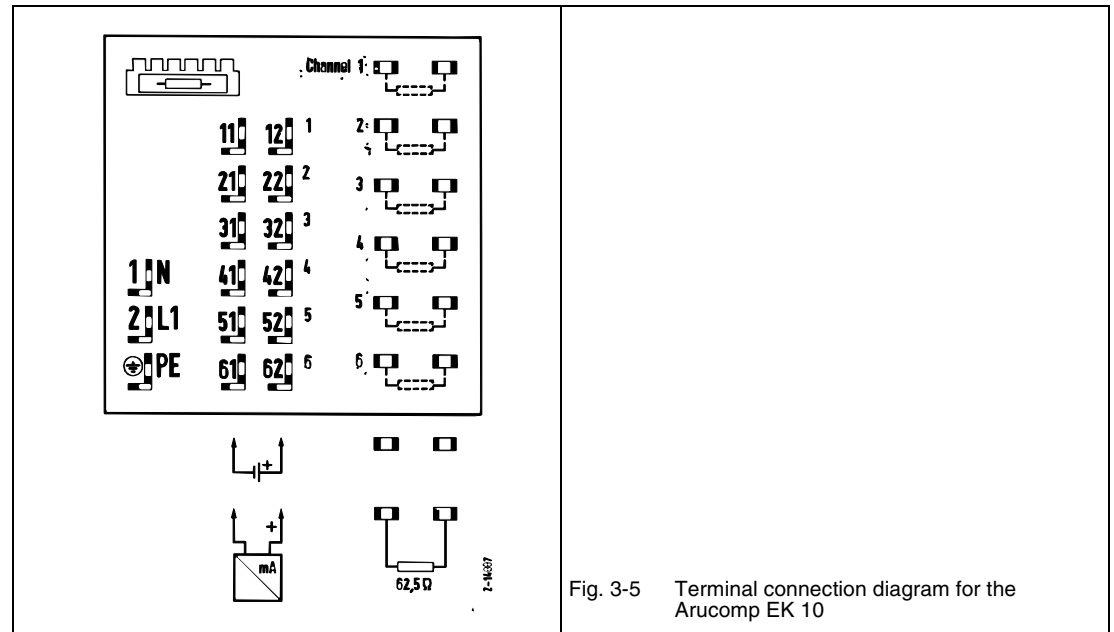 Channel 1
11 12 1 2
21 22 2
3
31 32 3
4
1 N 41 42 4
2 L1 51 52 5 5
PE 61 62 6 6
+
+
mA
62,5 Ω
2-14007
Fig. 3-5 Terminal connection diagram for the
Arucomp EK 10